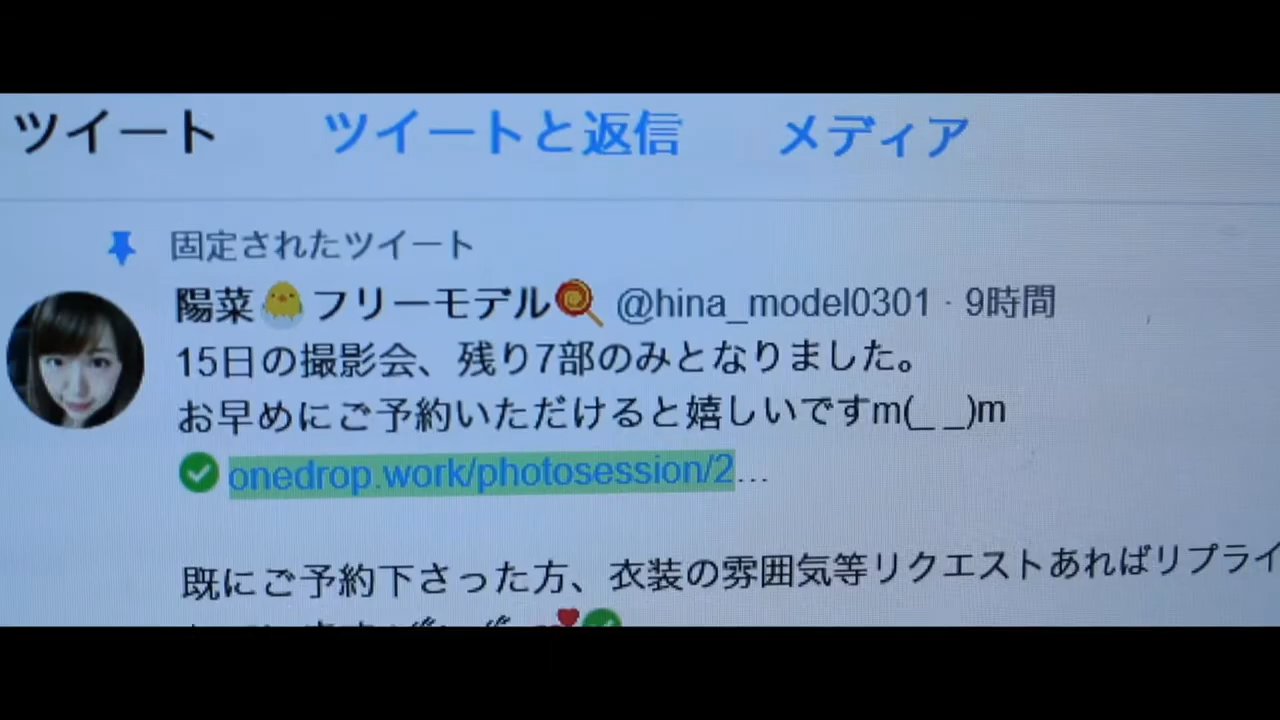 ツイート ツイートと返信 メディア
固定されたツイート
陽菜🐣フリーモデル🍭 @hina_model0301 · 9時間
15日の撮影会、残り7部のみとなりました。
お早めにご予約いただけると嬉しいですm(_ _)m
✅ onedrop.work/photosession/2…
既にご予約下さった方、衣装の雰囲気等リクエストあればリプライ